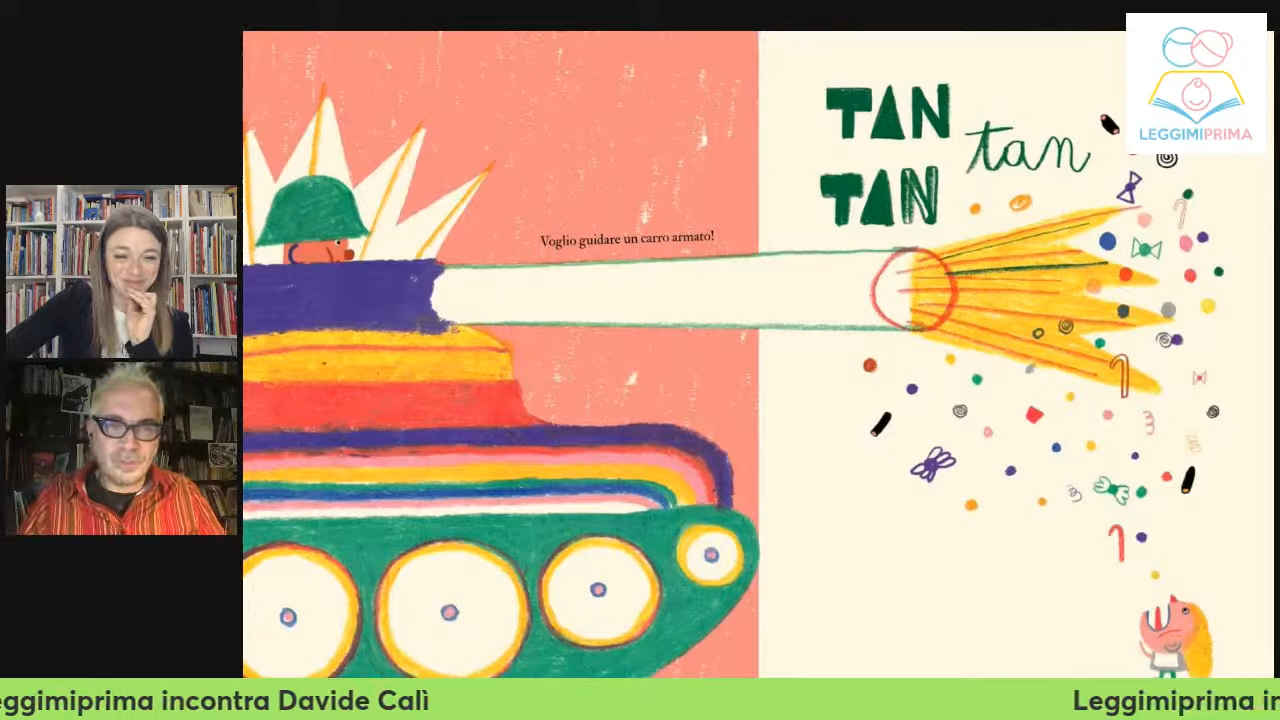 LEGGIMIPRIMA
TAN
tan
TAN
Voglio guidare un carro armato!
eggimiprima incontra Davide Calì
Leggimiprima in